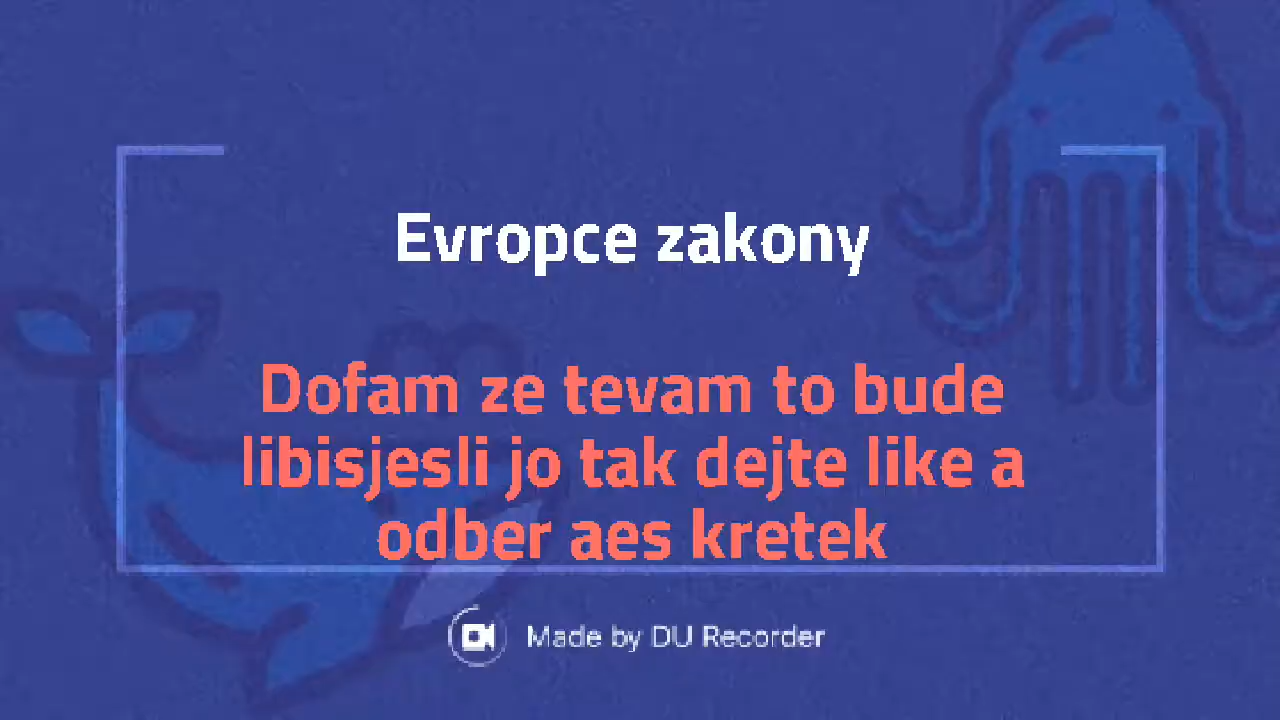 Evropce zakony
Dofam ze tevam to bude
libisjesli jo tak dejte like a
odber aes kretek
Made by DU Recorder